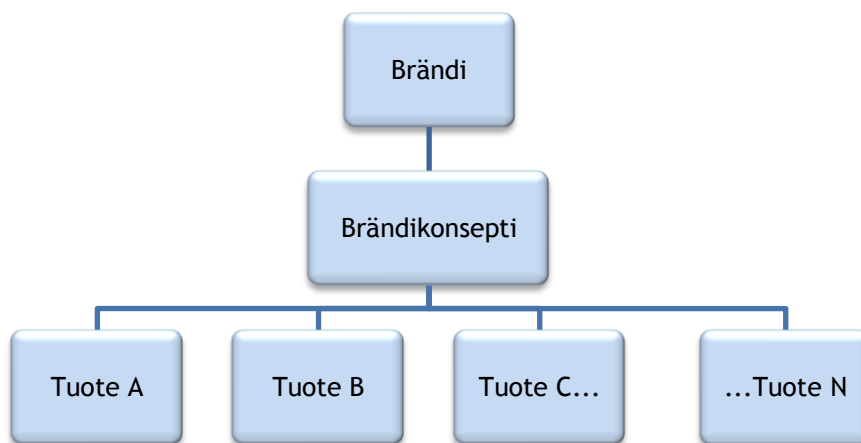 Brändi
Brändikonsepti
Tuote A
Tuote B
Tuote C...
...Tuote N